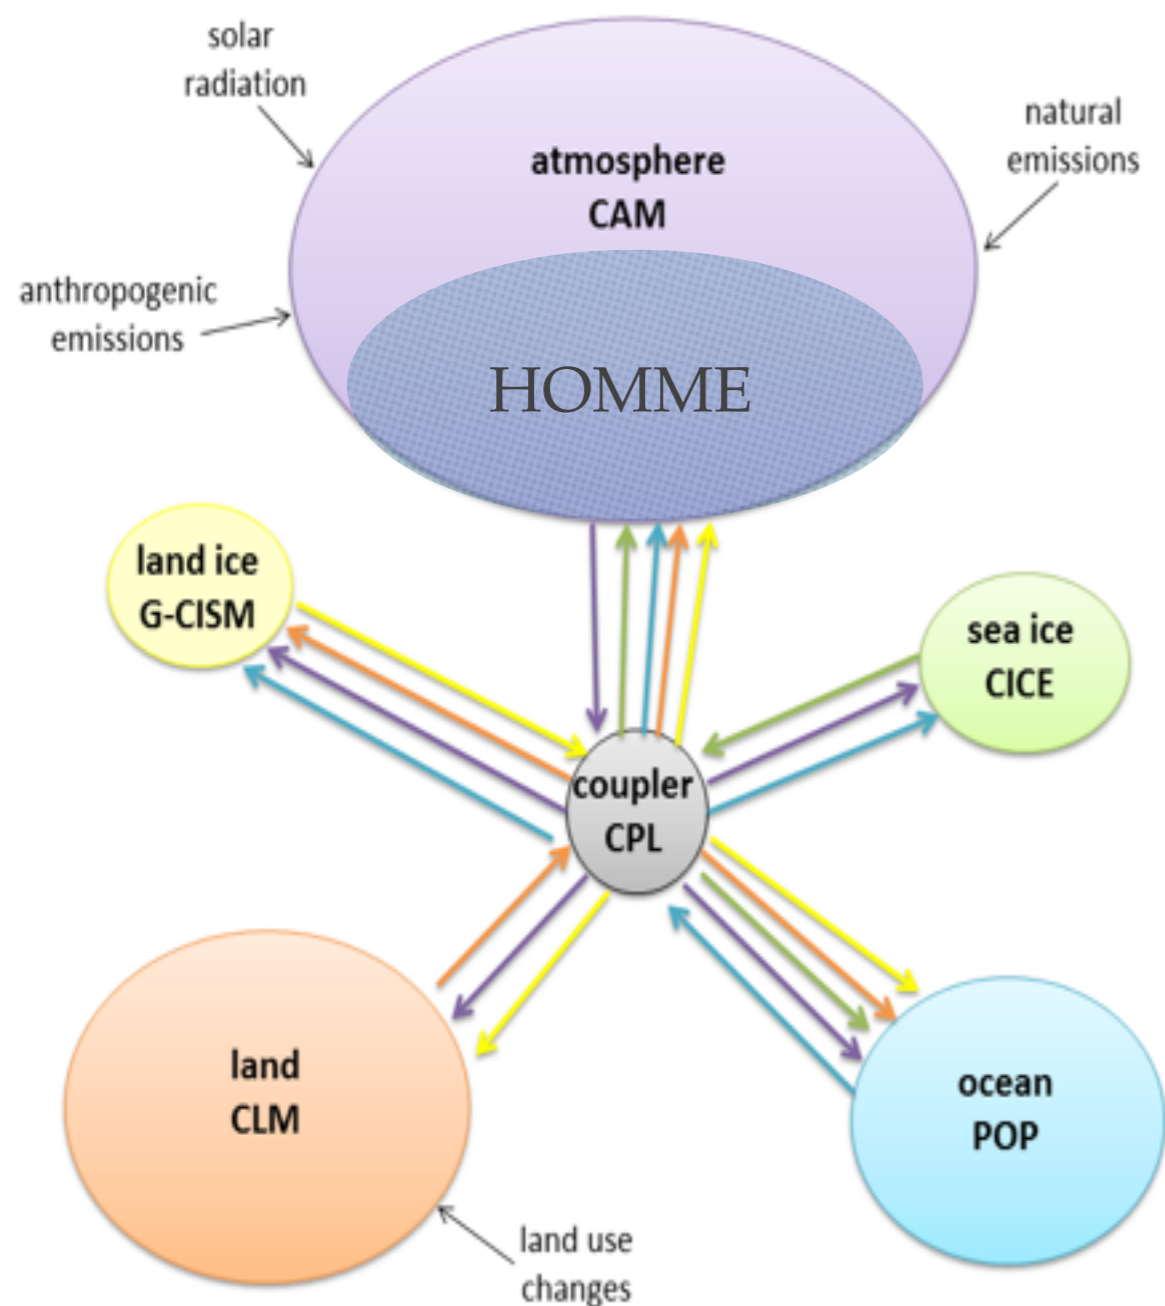 solar
radiation
natural
emissions
atmosphere
CAM
anthropogenic
emissions
HOMME
land ice
G-CISM
sea ice
CICE
coupler
CPL
land
CLM
ocean
POP
land use
changes